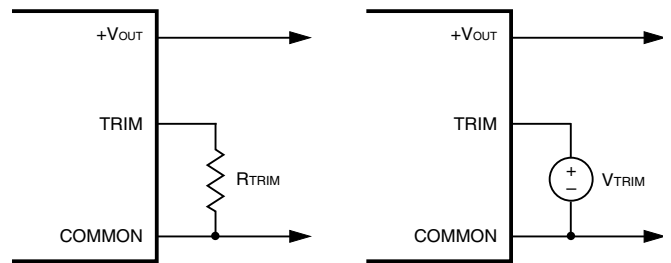 +VOUT
TRIM
RTRIM
COMMON
+VOUT
TRIM
+
–
VTRIM
COMMON